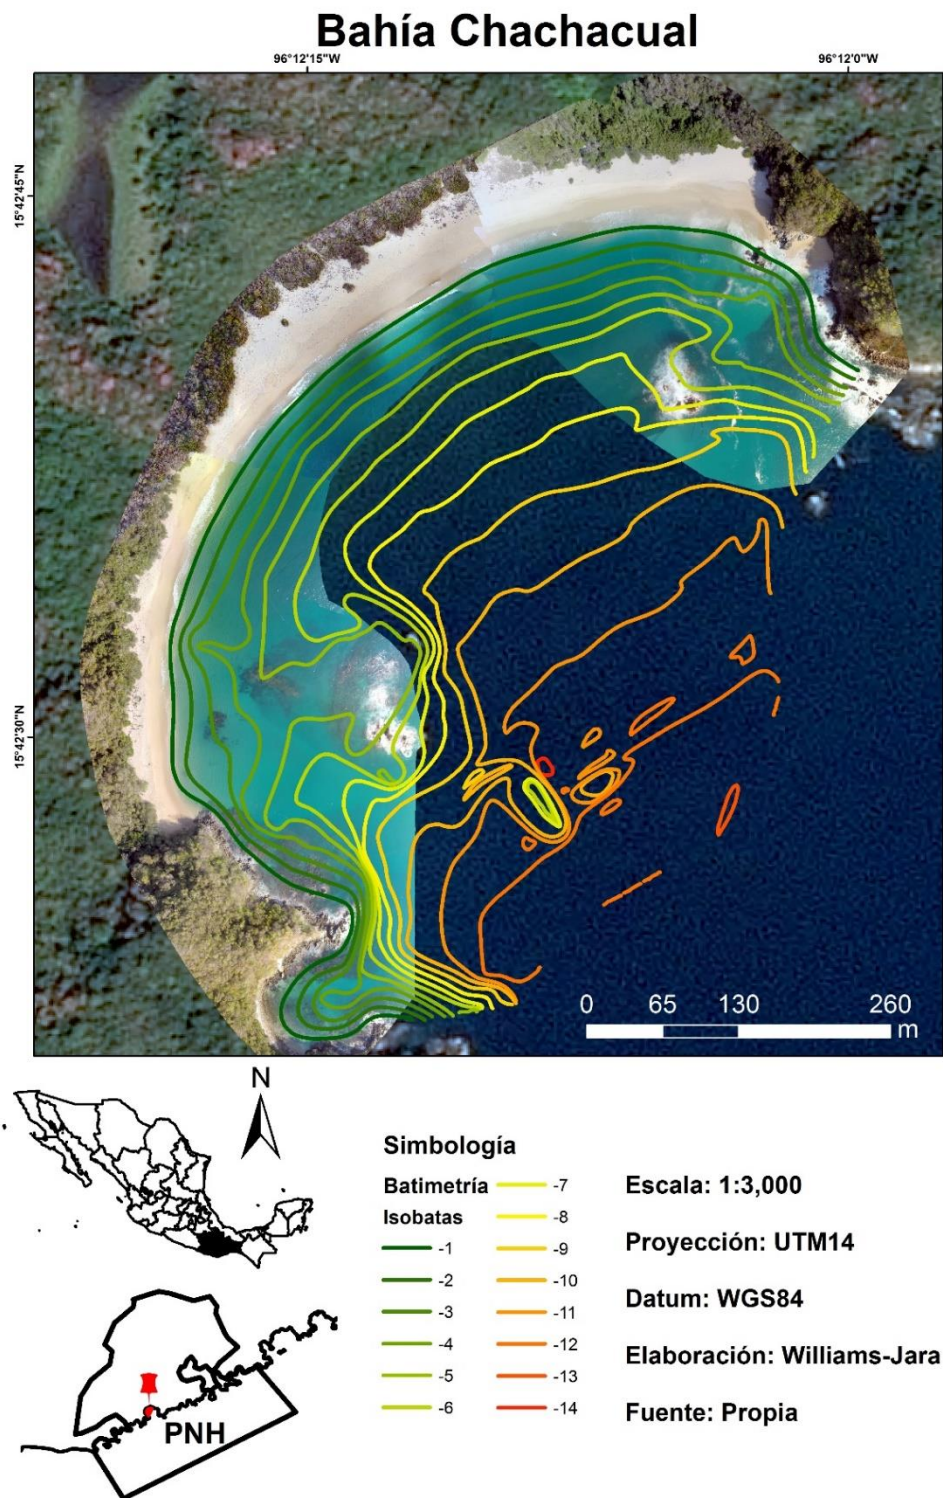 Bahía Chachacual
96°12'15"W
96°12'0"W
15°42'45"N
15°42'30"N
0 65 130 260
m
N
PNH
Simbología
Batimetría
Isobatas
-1
-2
-3
-4
-5
-6
-7
-8
-9
-10
-11
-12
-13
-14
Escala: 1:3,000
Proyección: UTM14
Datum: WGS84
Elaboración: Williams-Jara
Fuente: Propia